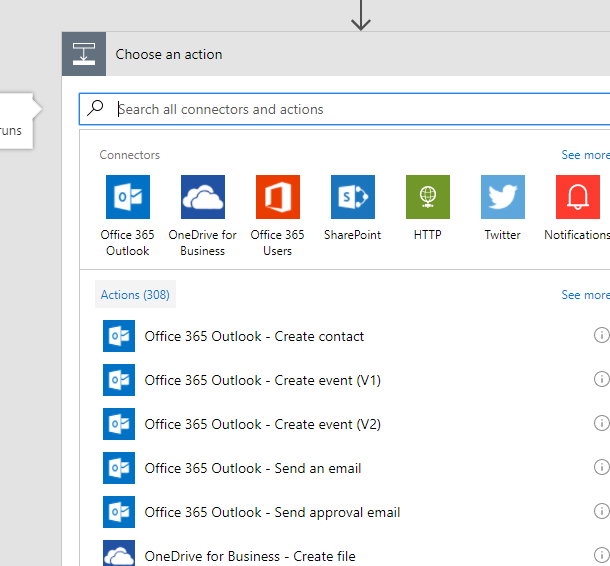 Choose an action
runs
Search all connectors and actions
Connectors
See more
Office 365 Outlook
OneDrive for Business
Office 365 Users
SharePoint
HTTP
Twitter
Notifications
Actions (308)
See more
Office 365 Outlook - Create contact
Office 365 Outlook - Create event (V1)
Office 365 Outlook - Create event (V2)
Office 365 Outlook - Send an email
Office 365 Outlook - Send approval email
OneDrive for Business - Create file